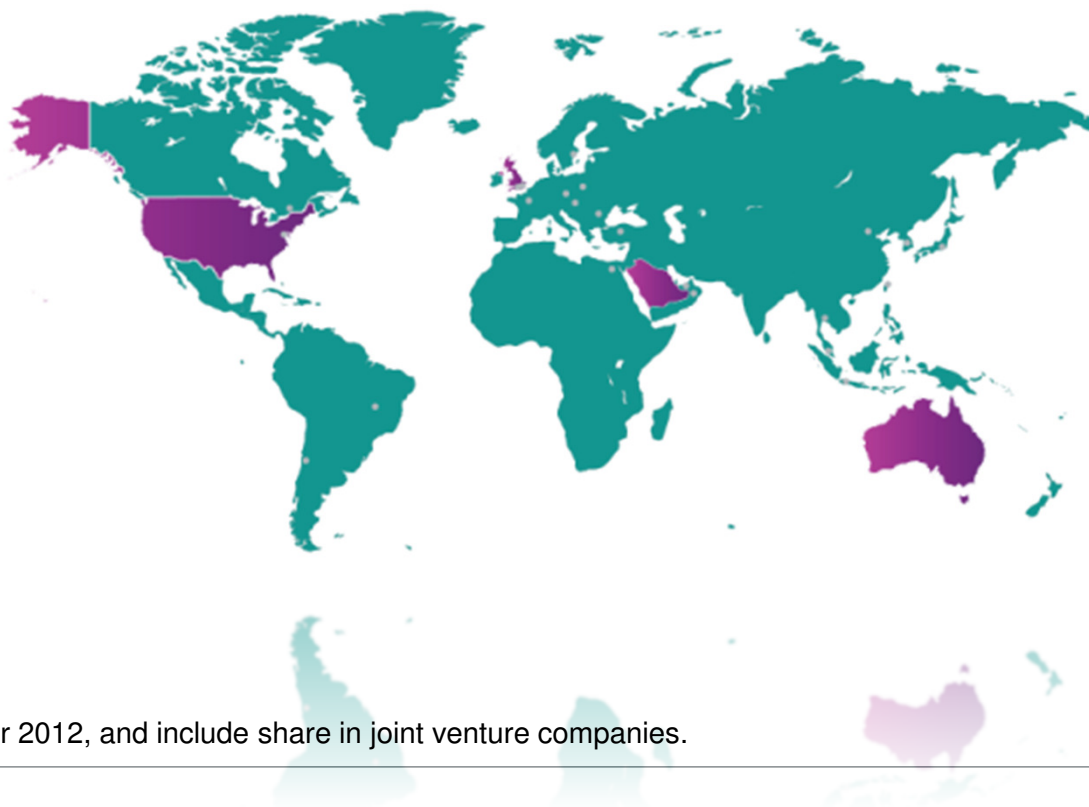 r 2012, and include share in joint venture companies.